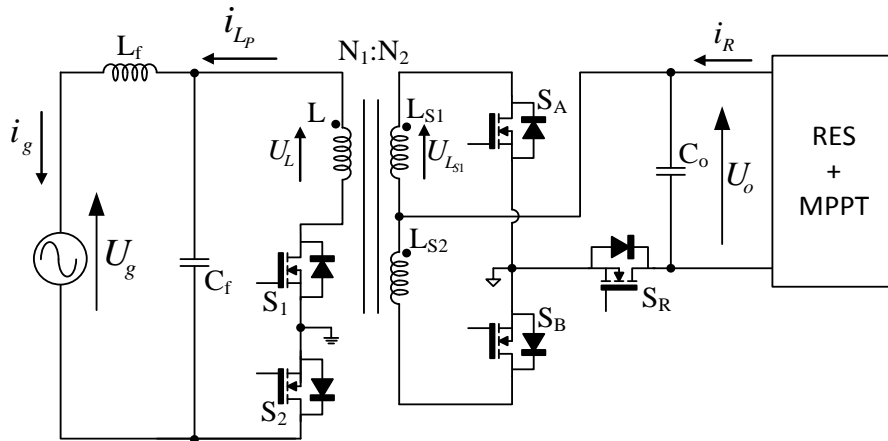 i_{L_P}
i_R
L_f
N_1:N_2
S_A
i_g
L
L_{S1}
U_L
U_{L_{S1}}
C_o
U_o
RES
+
MPPT
L_{S2}
U_g
C_f
S_1
S_R
S_B
S_2